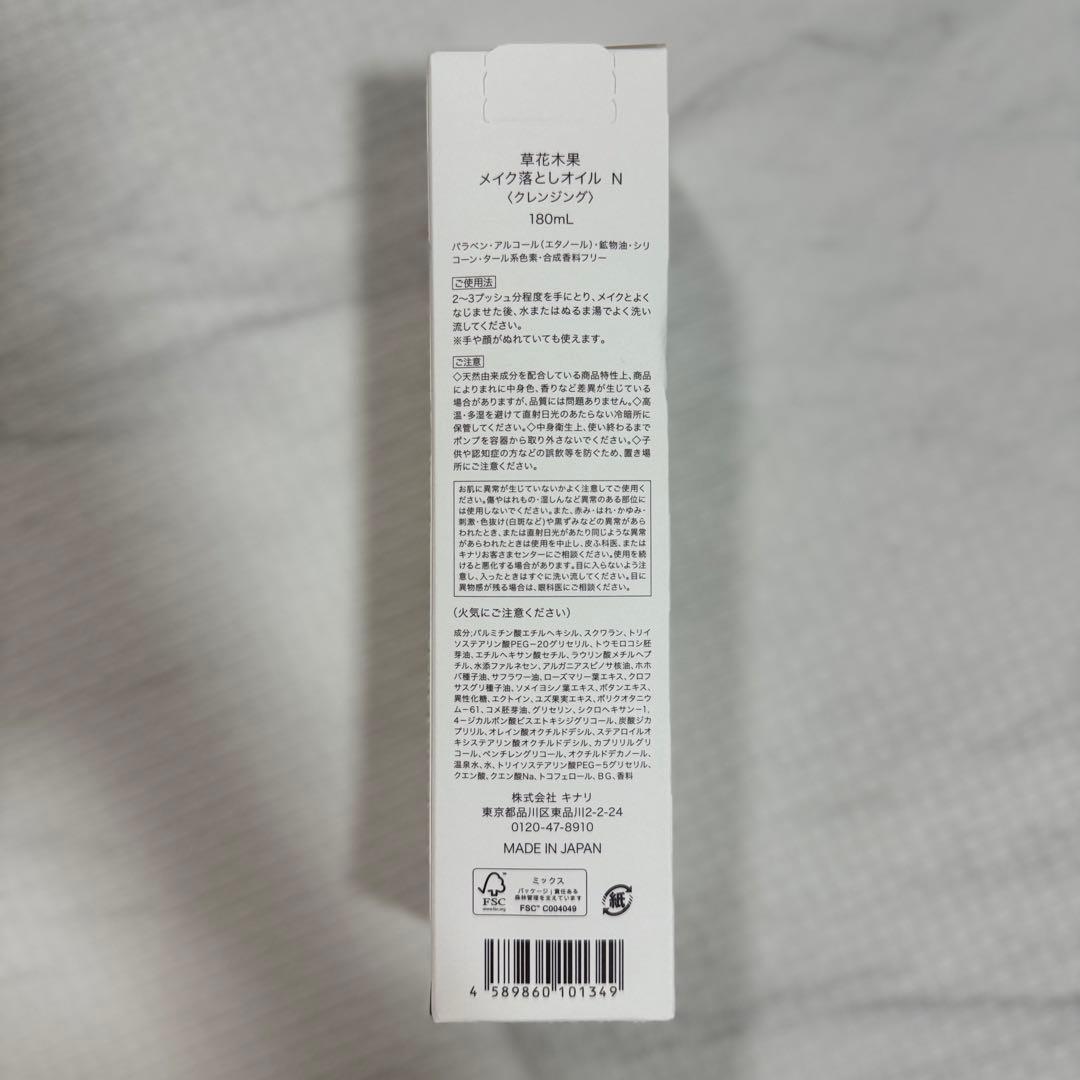 草花木果
メイク落としオイル N
〈クレンジング〉
180mL
パラベン・アルコール(エタノール)・鉱物油・シリ
コーン・タール系色素・合成香料フリー
ご使用法
2〜3プッシュ分程度を手にとり、メイクとよく
なじませた後、水またはぬるま湯でよく洗い
流してください。
※手や顔がぬれていても使えます。
ご注意
◇天然由来成分を配合している商品特性上、商品
によりまれに中身色、香りなど差異が生じている
場合がありますが、品質には問題ありません。◇高
温・多湿を避けて直射日光のあたらない冷暗所に
保管してください。◇中身衛生上、使い終わるまで
ポンプを容器から取り外さないでください。◇子
供や認知症の方などの誤飲等を防ぐため、置き場
所にご注意ください。
お肌に異常が生じていないかよく注意してご使用く
ださい。傷やはれもの・湿しんなど異常のある部位に
は使用しないでください。また、赤み・はれ・かゆみ・
刺激・色抜け(白斑など)や黒ずみなどの異常があら
われたとき、または直射日光があたり同じような異常
があらわれたときは使用を中止し、皮ふ科医、または
キナリお客さまセンターにご相談ください。使用を続
けると悪化する場合があります。目に入らないよう注
意し、入ったときはすぐに洗い流してください。目に
異物感が残る場合は、眼科医にご相談ください。
(火気にご注意ください)
成分;パルミチン酸エチルヘキシル、スクワラン、トリイ
ソステアリン酸PEG-20グリセリル、トウモロコシ胚
芽油、エチルヘキサン酸セチル、ラウリン酸メチルヘプ
チル、水添ファルネセン、アルガニアスピノサ核油、ホホ
バ種子油、サフラワー油、ローズマリー葉エキス、クロフ
サスグリ種子油、ソメイヨシノ葉エキス、ボタンエキス、
異性化糖、エクトイン、ユズ果実エキス、ポリクオタニウ
ム-61、コメ胚芽油、グリセリン、シクロヘキサン-1,
4-ジカルボン酸ビスエトキシジグリコール、炭酸ジカ
プリリル、オレイン酸オクチルドデシル、ステアロイルオ
キシステアリン酸オクチルドデシル、カプリリルグリ
コール、ペンチレングリコール、オクチルドデカノール、
温泉水、水、トリイソステアリン酸PEG-5グリセリル、
クエン酸、クエン酸Na、トコフェロール、BG、香料
株式会社 キナリ
東京都品川区東品川2-2-24
0120-47-8910
MADE IN JAPAN
FSC
www.fsc.org
ミックス
パッケージ|責任ある
森林管理を支えています
FSC™ C004049
紙
4 589860 101349